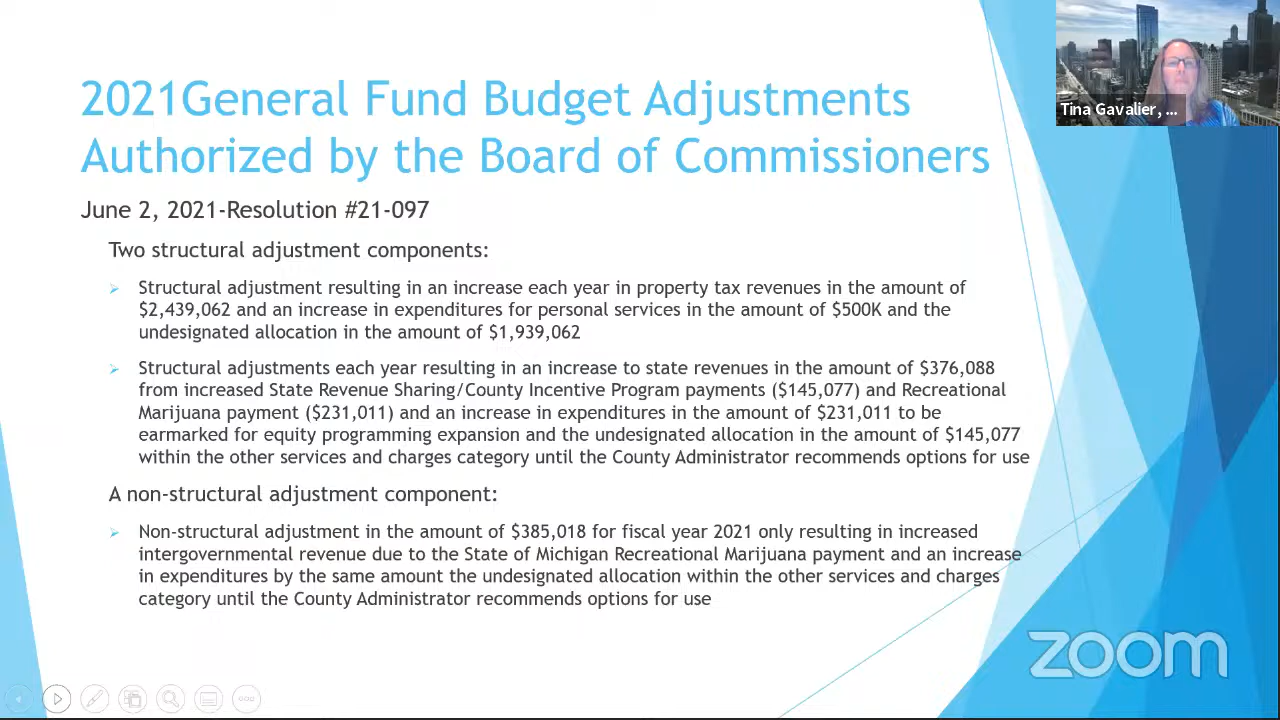 2021General Fund Budget Adjustments
Authorized by the Board of Commissioners
Tina Gavalier, ...
June 2, 2021-Resolution #21-097
Two structural adjustment components:
Structural adjustment resulting in an increase each year in property tax revenues in the amount of
$2,439,062 and an increase in expenditures for personal services in the amount of $500K and the
undesignated allocation in the amount of $1,939,062
Structural adjustments each year resulting in an increase to state revenues in the amount of $376,088
from increased State Revenue Sharing/County Incentive Program payments ($145,077) and Recreational
Marijuana payment ($231,011) and an increase in expenditures in the amount of $231,011 to be
earmarked for equity programming expansion and the undesignated allocation in the amount of $145,077
within the other services and charges category until the County Administrator recommends options for use
A non-structural adjustment component:
Non-structural adjustment in the amount of $385,018 for fiscal year 2021 only resulting in increased
intergovernmental revenue due to the State of Michigan Recreational Marijuana payment and an increase
in expenditures by the same amount the undesignated allocation within the other services and charges
category until the County Administrator recommends options for use
zoom